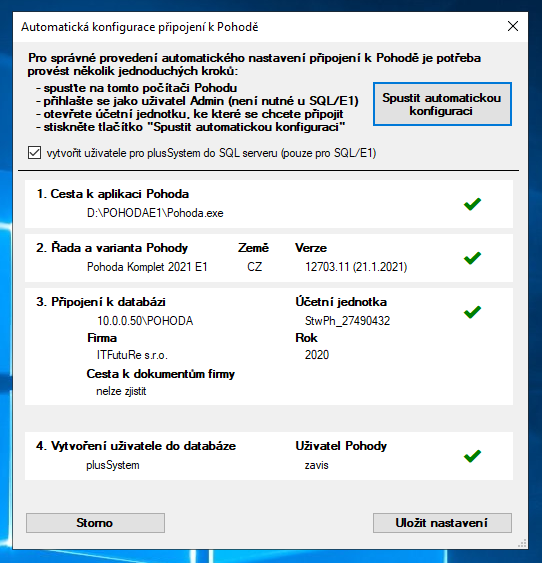 Automatická konfigurace připojení k Pohodě
Pro správné provedení automatického nastavení připojení k Pohodě je potřeba
provést několik jednoduchých kroků:
- spusťte na tomto počítači Pohodu
- přihlašte se jako uživatel Admin (není nutné u SQL/E1)
- otevřete účetní jednotku, ke které se chcete připojit
- stiskněte tlačítko "Spustit automatickou konfiguraci"
Spustit automatickou
konfiguraci
vytvořit uživatele pro plusSystem do SQL serveru (pouze pro SQL/E1)
1. Cesta k aplikaci Pohoda
D:\POHODAE1\Pohoda.exe
2. Řada a varianta Pohody Země Verze
Pohoda Komplet 2021 E1 CZ 12703.11 (21.1.2021)
3. Připojení k databázi Účetní jednotka
10.0.0.50\POHODA StwPh_27490432
Firma Rok
ITFutuRe s.r.o. 2020
Cesta k dokumentům firmy
nelze zjistit
4. Vytvoření uživatele do databáze Uživatel Pohody
plusSystem zavis
Storno Uložit nastavení